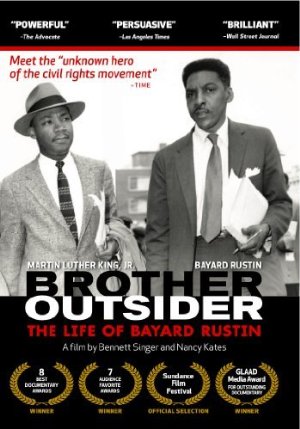 "POWERFUL" "PERSUASIVE" "BRILLIANT"
—The Advocate —Los Angeles Times —Wall Street Journal
Meet the "unknown hero
of the civil rights movement"
—TIME
MARTIN LUTHER KING, JR. BAYARD RUSTIN
BROTHER
OUTSIDER
THE LIFE OF BAYARD RUSTIN
A film by Bennett Singer and Nancy Kates
8
BEST
DOCUMENTARY
AWARDS
WINNER
7
AUDIENCE
FAVORITE
AWARDS
WINNER
Sundance
Film
Festival
OFFICIAL SELECTION
GLAAD
Media Award
FOR OUTSTANDING
DOCUMENTARY
WINNER